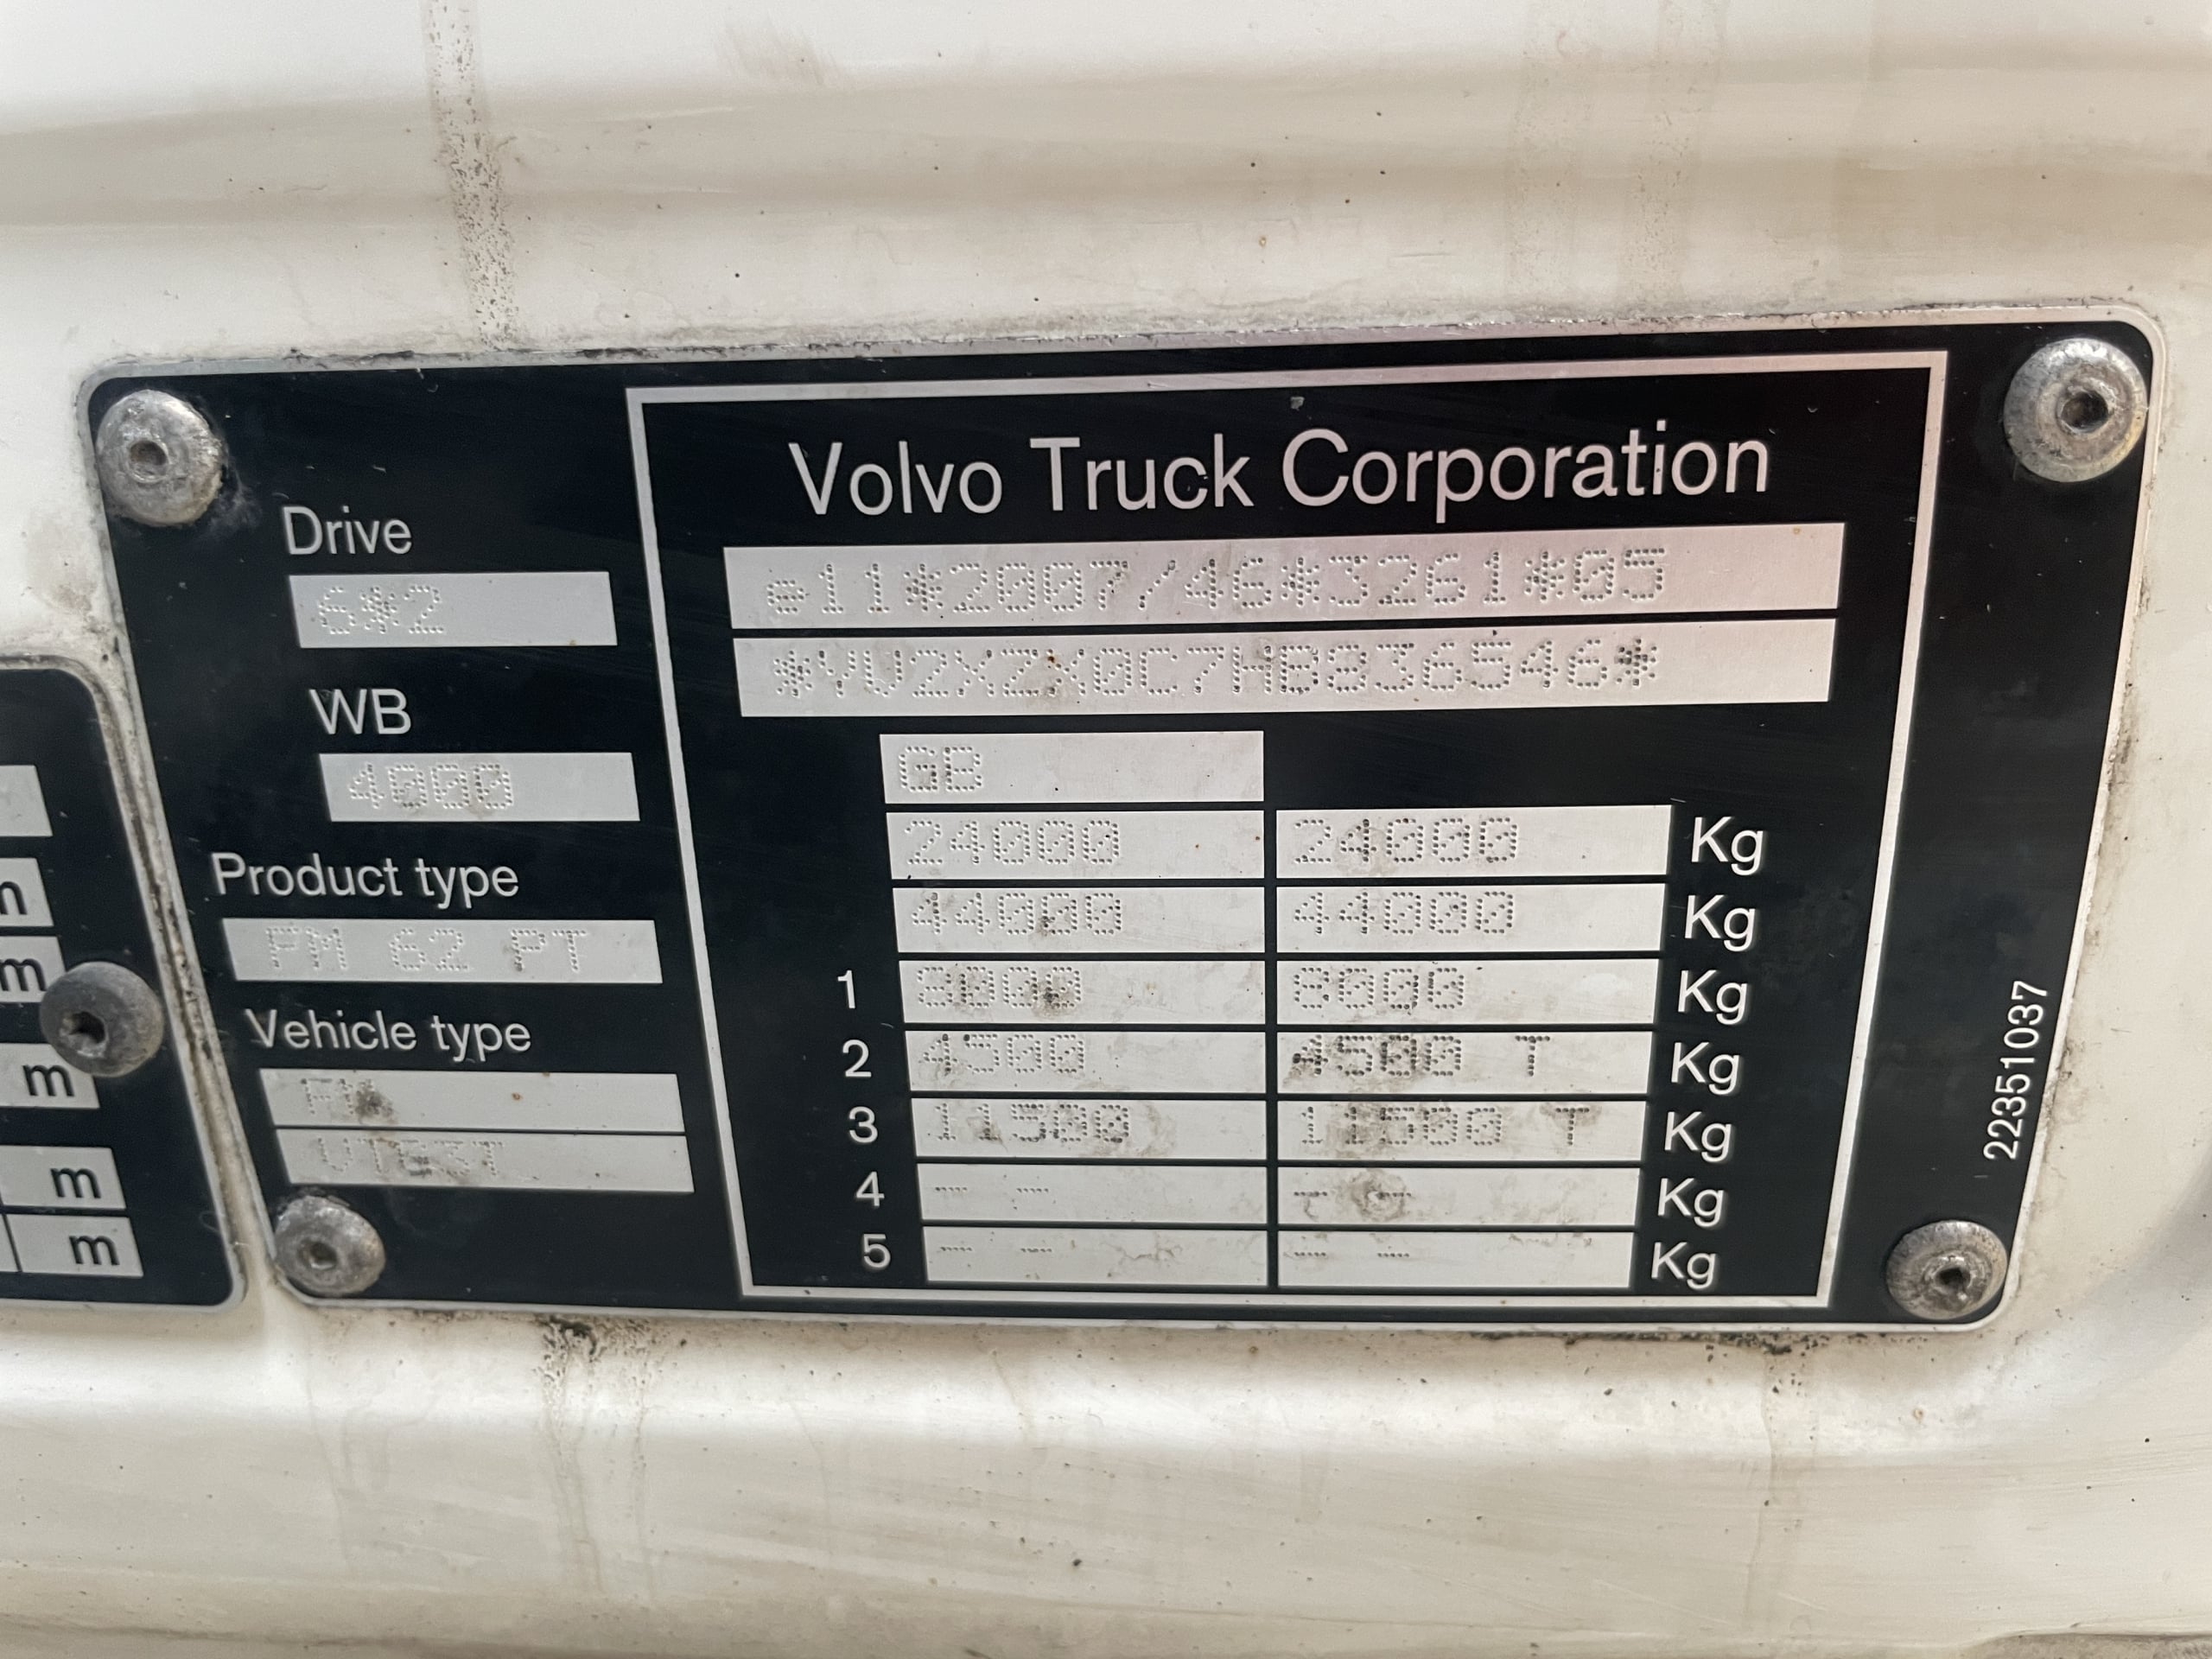 Volvo Truck Corporation
e11*2007/46*3261*05
*YV2XZX0C7HB836546*
GB
24000 24000 Kg
44000 44000 Kg
1 8000 8000 Kg
2 4500 4500 T Kg
3 11500 11500 T Kg
4 - - - - Kg
5 - - - - Kg
Drive
6*2
WB
4000
Product type
FM 62 PT
Vehicle type
FM
22351037
m
m
m
m
m